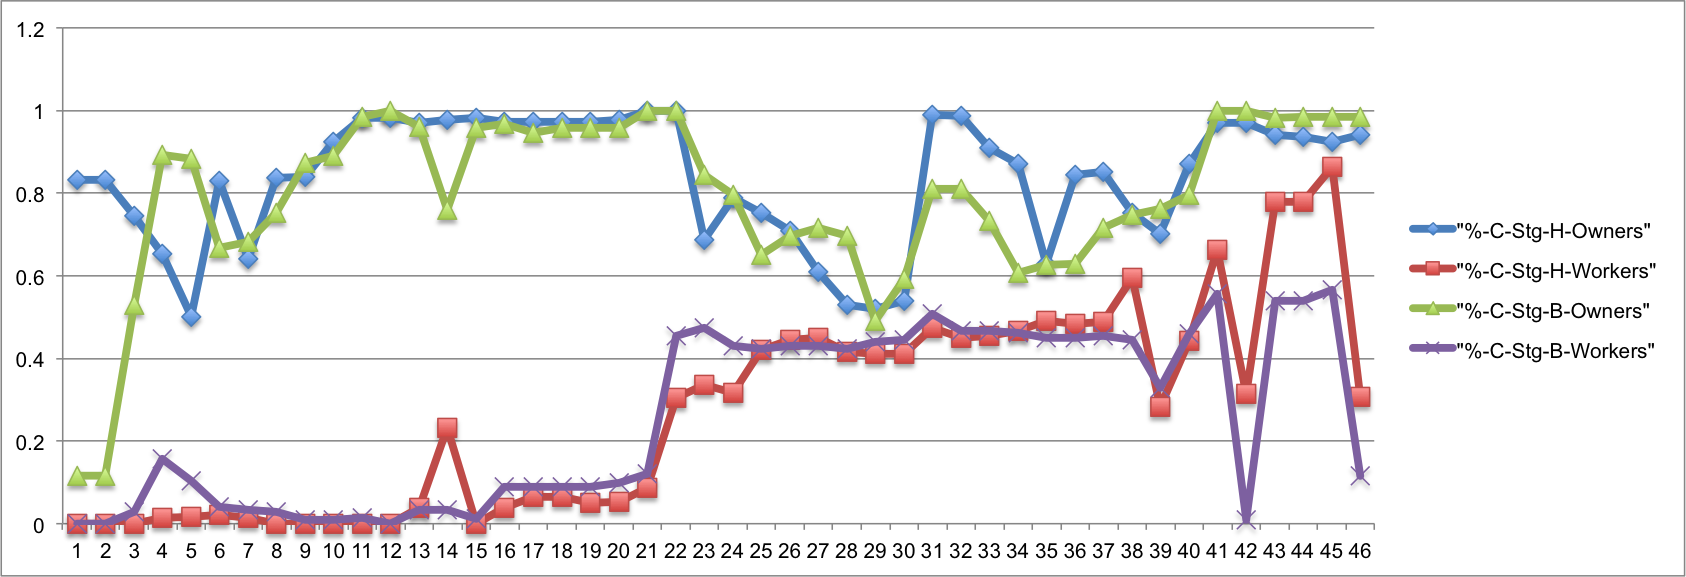 1.2
1
0.8
0.6
0.4
0.2
0
1 2 3 4 5 6 7 8 9 10 11 12 13 14 15 16 17 18 19 20 21 22 23 24 25 26 27 28 29 30 31 32 33 34 35 36 37 38 39 40 41 42 43 44 45 46
"%-C-Stg-H-Owners"
"%-C-Stg-H-Workers"
"%-C-Stg-B-Owners"
"%-C-Stg-B-Workers"